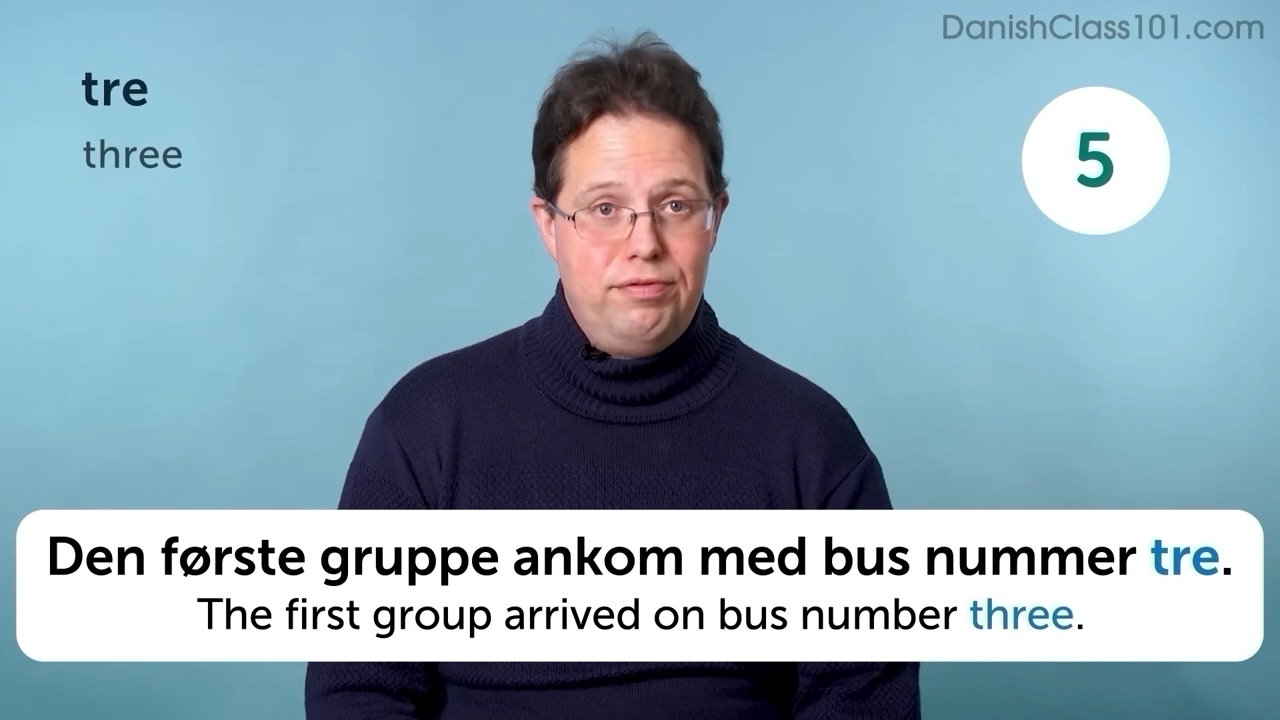 DanishClass101.com
tre
three
5
Den første gruppe ankom med bus nummer tre.
The first group arrived on bus number three.